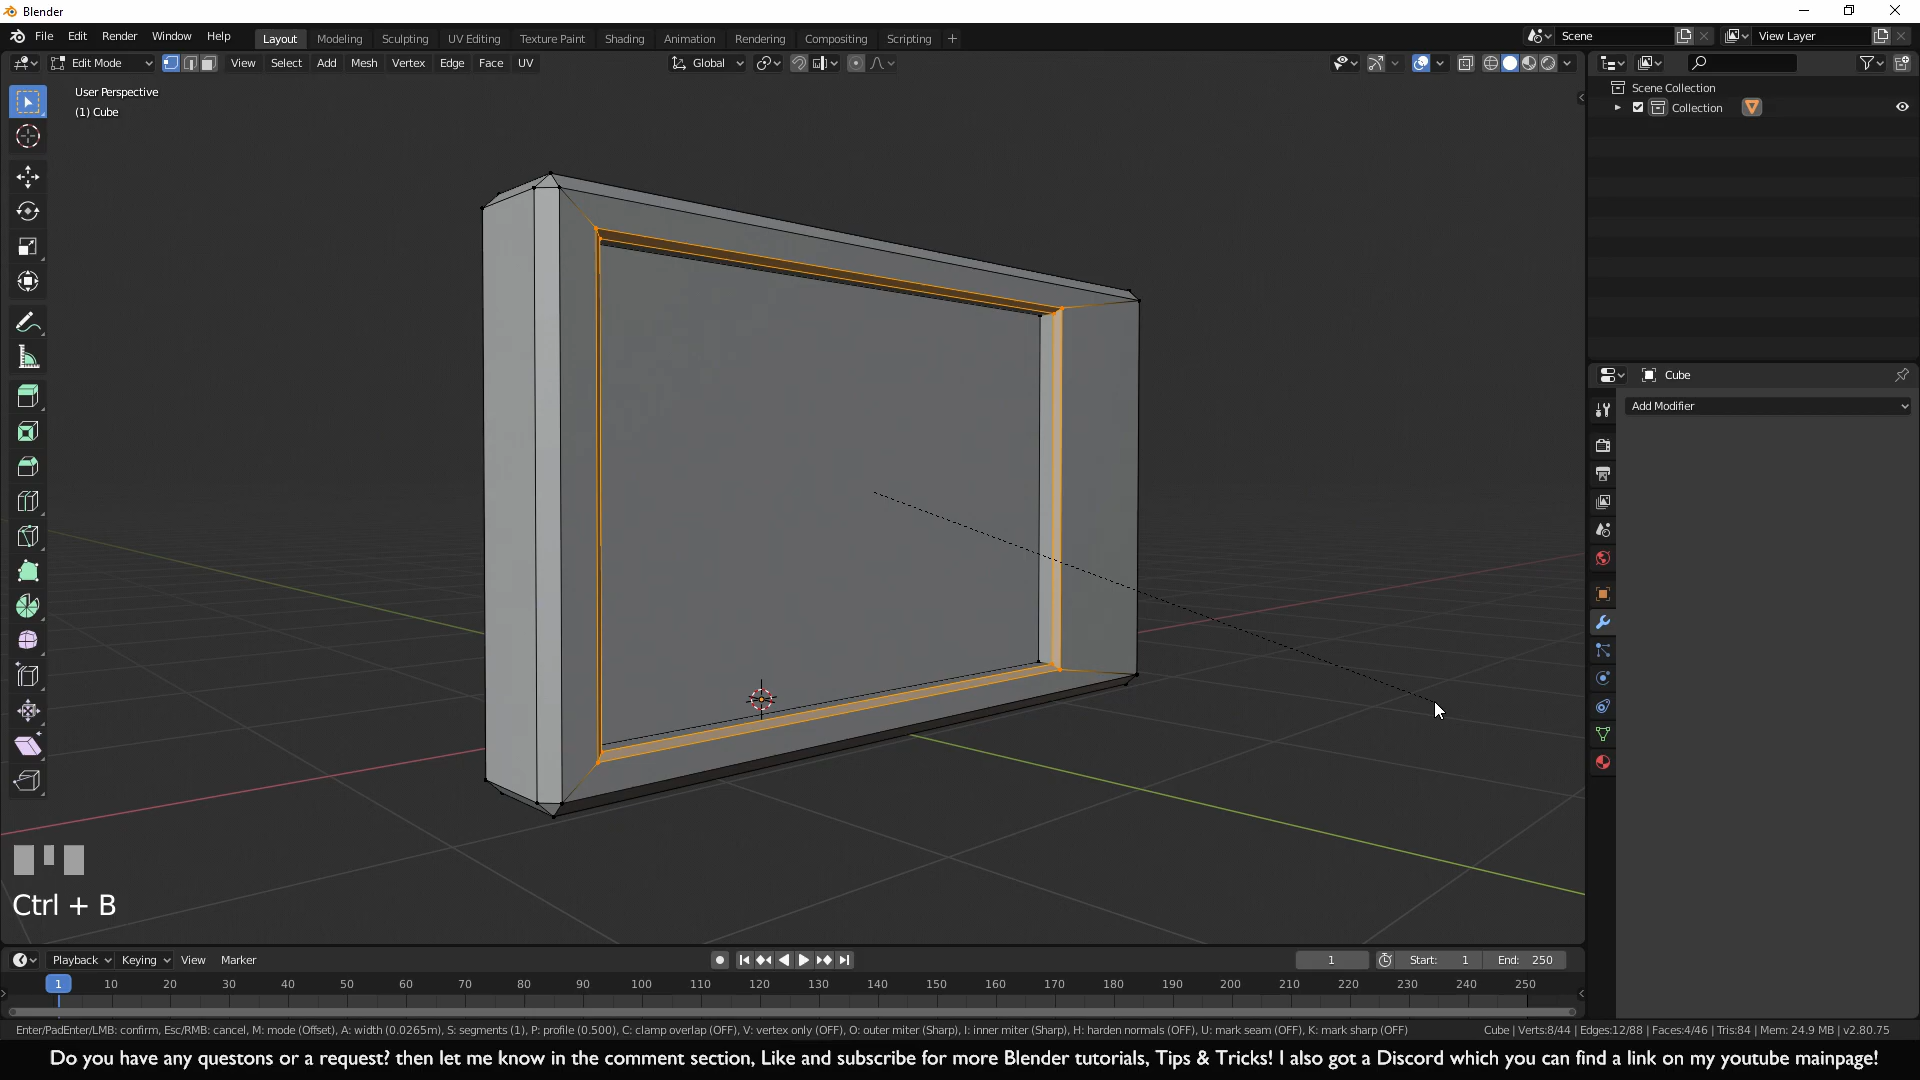 Blender
File Edit Render Window Help Layout Modeling Sculpting UV Editing Texture Paint Shading Animation Rendering Compositing Scripting + Scene View Layer
Edit Mode View Select Add Mesh Vertex Edge Face UV Global
User Perspective
(1) Cube
Scene Collection
Collection
Cube
Add Modifier
Ctrl + B
Playback Keying View Marker 1 Start: 1 End: 250
1 10 20 30 40 50 60 70 80 90 100 110 120 130 140 150 160 170 180 190 200 210 220 230 240 250
Enter/PadEnter/LMB: confirm, Esc/RMB: cancel, M: mode (Offset), A: width (0.0265m), S: segments (1), P: profile (0.500), C: clamp overlap (OFF), V: vertex only (OFF), O: outer miter (Sharp), I: inner miter (Sharp), H: harden normals (OFF), U: mark seam (OFF), K: mark sharp (OFF) Cube | Verts:8/44 | Edges:12/88 | Faces:4/46 | Tris:84 | Mem: 24.9 MB | v2.80.75
Do you have any questons or a request? then let me know in the comment section, Like and subscribe for more Blender tutorials, Tips & Tricks! I also got a Discord which you can find a link on my youtube mainpage!